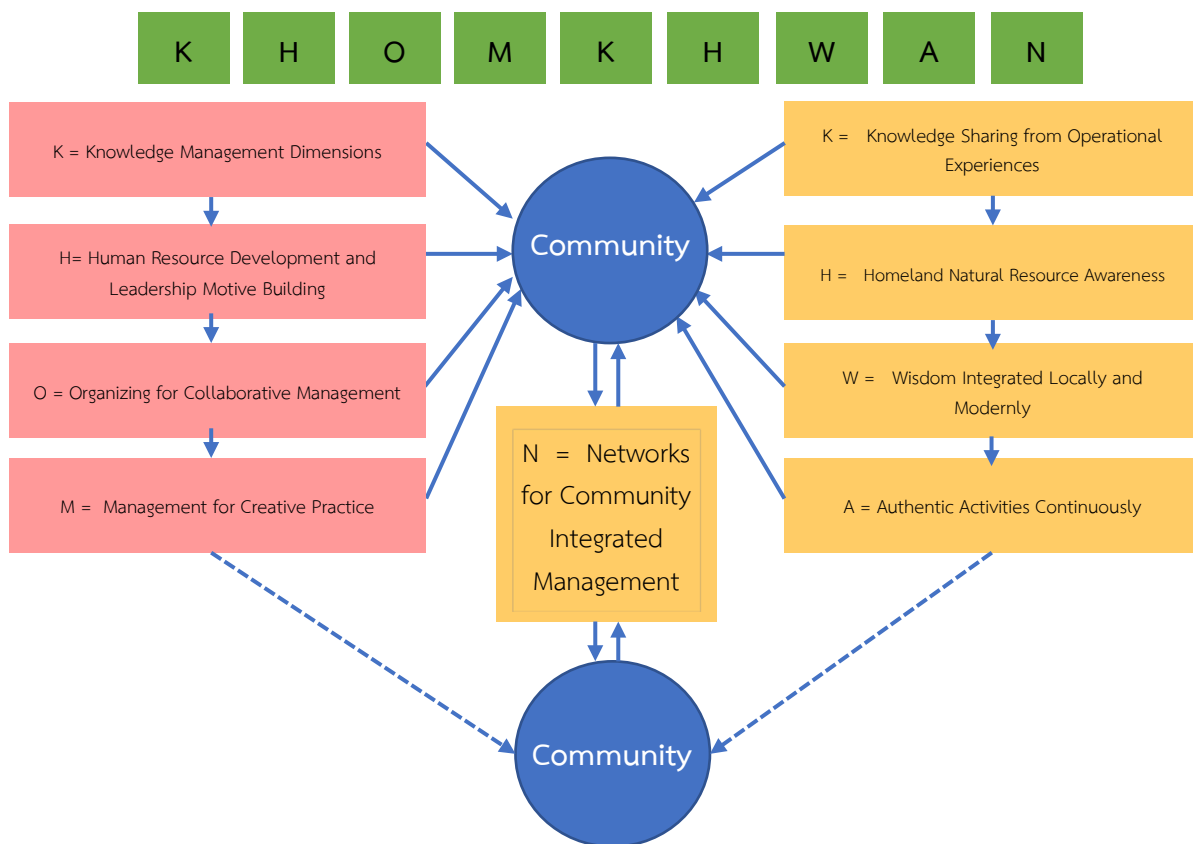 K H O M K H W A N
K = Knowledge Management Dimensions
H= Human Resource Development and
Leadership Motive Building
O = Organizing for Collaborative Management
M = Management for Creative Practice
Community
N = Networks
for Community
Integrated
Management
Community
K = Knowledge Sharing from Operational
Experiences
H = Homeland Natural Resource Awareness
W = Wisdom Integrated Locally and
Modernly
A = Authentic Activities Continuously